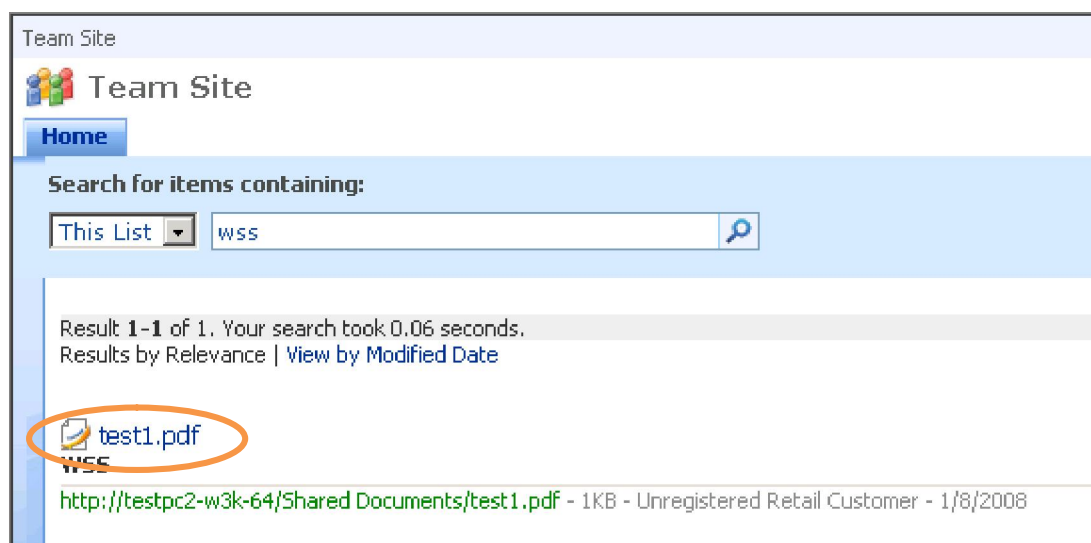 Team Site
Team Site
Home
Search for items containing:
This List wss
Result 1-1 of 1. Your search took 0.06 seconds.
Results by Relevance | View by Modified Date
test1.pdf
WSS
http://testpc2-w3k-64/Shared Documents/test1.pdf - 1KB - Unregistered Retail Customer - 1/8/2008